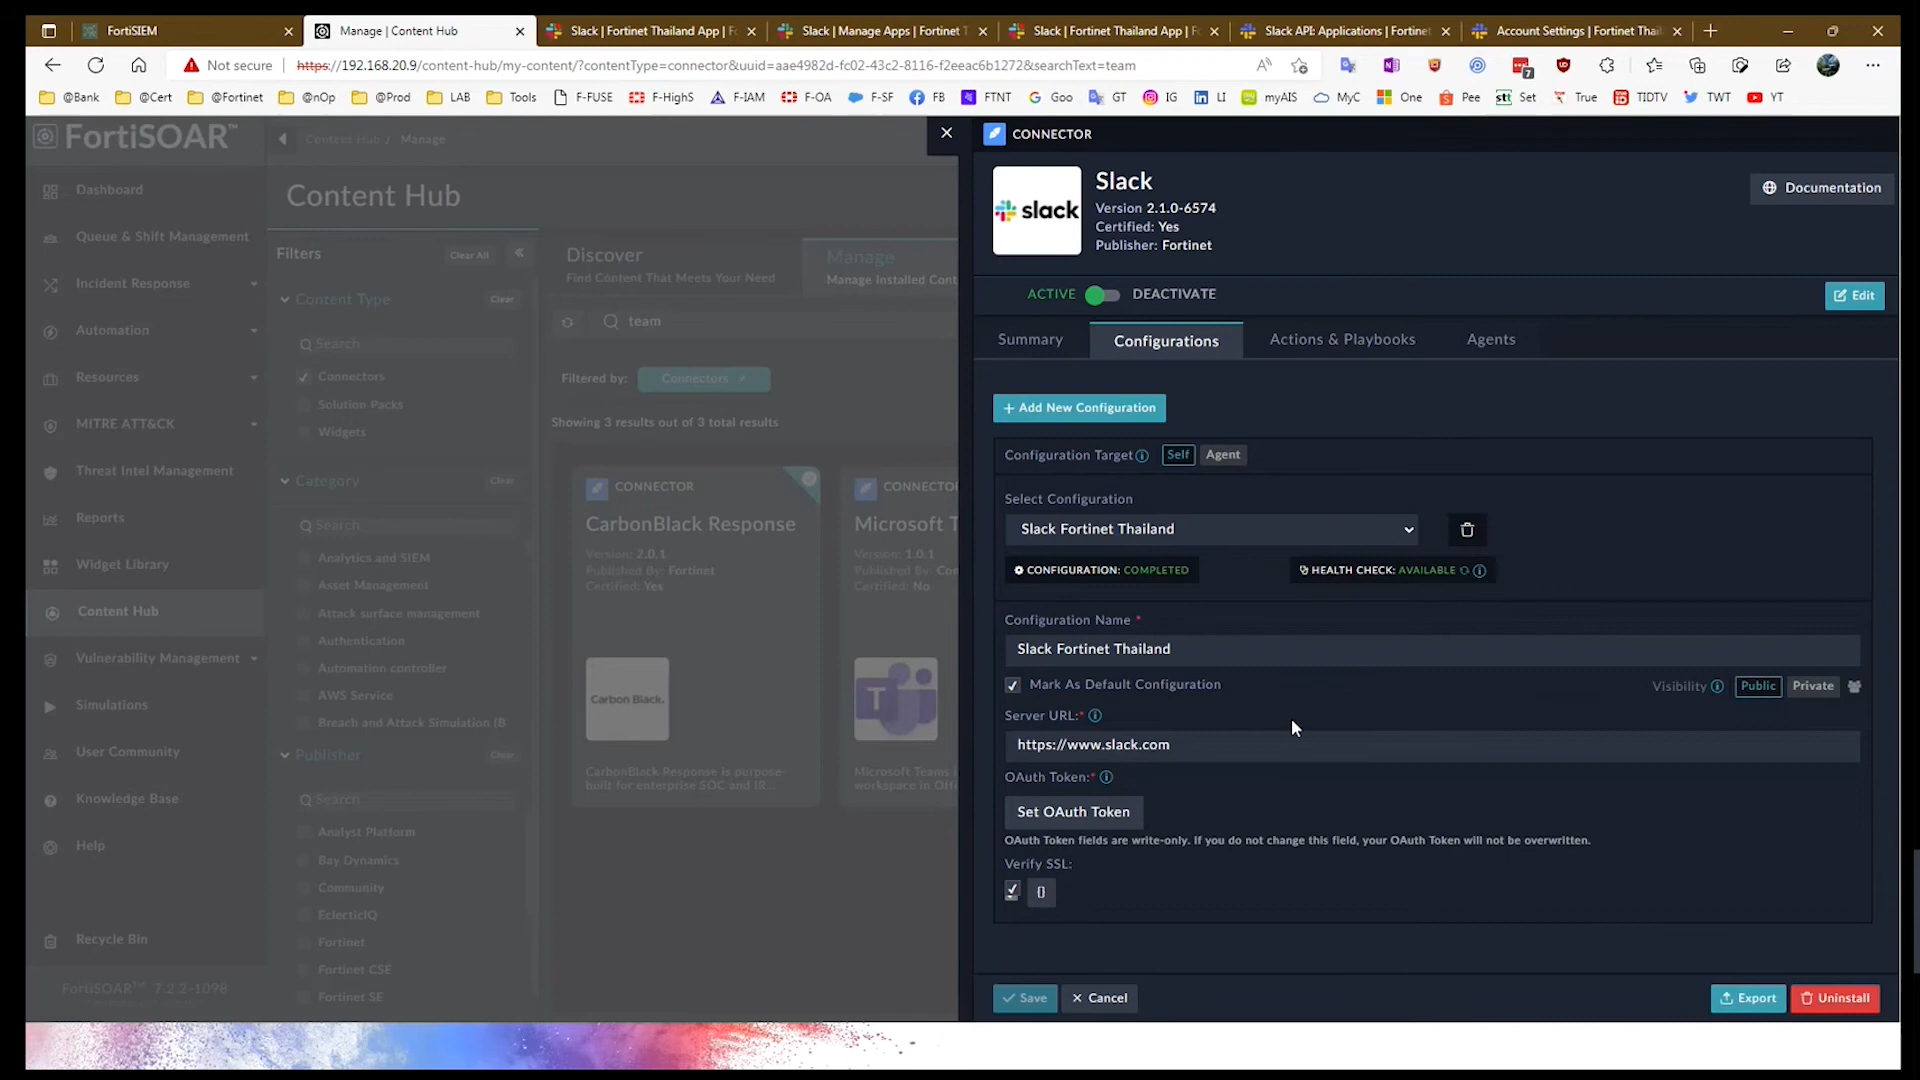 FortiSIEM
Manage | Content Hub
Slack | Fortinet Thailand App | F
Slack | Manage Apps | Fortinet T
Slack | Fortinet Thailand App | F
Slack API: Applications | Fortinet
Account Settings | Fortinet Thai
Not secure
https://192.168.20.9/content-hub/my-content/?contentType=connector&uuid=aae4982d-fc02-43c2-8116-f2eeac6b1272&searchText=team
7
@Bank
@Cert
@Fortinet
@nOp
@Prod
LAB
Tools
F-FUSE
F-HighS
F-IAM
F-OA
F-SF
FB
FTNT
Goo
GT
IG
LI
myAIS
MyC
One
Pee
stt
Set
True
TIDTV
TWT
YT
FortiSOAR™
Dashboard
Queue & Shift Management
Incident Response
Automation
Resources
MITRE ATT&CK
Threat Intel Management
Reports
Widget Library
Content Hub
Vulnerability Management
Simulations
User Community
Knowledge Base
Help
Recycle Bin
FortiSOAR™ 7.2.2-1098
Content Hub / Manage
Content Hub
Filters
Clear All
«
Content Type
Clear
Search
Connectors
Solution Packs
Widgets
Category
Clear
Search
Analytics and SIEM
Asset Management
Attack surface management
Authentication
Automation controller
AWS Service
Breach and Attack Simulation (B
Publisher
Clear
Search
Analyst Platform
Bay Dynamics
Community
EclecticIQ
Fortinet
Fortinet CSE
Fortinet SE
Discover
Find Content That Meets Your Need
Manage
Manage Installed Cont
team
Filtered by:
Connectors ×
Showing 3 results out of 3 total results
CONNECTOR
CarbonBlack Response
Version: 2.0.1
Published By: Fortinet
Certified: Yes
Carbon Black.
CarbonBlack Response is purpose-
built for enterprise SOC and IR...
CONNECTO
Microsoft T
Version: 1.0.1
Published By: Con
Certified: No
Microsoft Teams i
workspace in Offi
CONNECTOR
slack
Slack
Version 2.1.0-6574
Certified: Yes
Publisher: Fortinet
Documentation
ACTIVE
DEACTIVATE
Edit
Summary
Configurations
Actions & Playbooks
Agents
+ Add New Configuration
Configuration Target
Self
Agent
Select Configuration
Slack Fortinet Thailand
CONFIGURATION: COMPLETED
HEALTH CHECK: AVAILABLE
Configuration Name *
Slack Fortinet Thailand
Mark As Default Configuration
Visibility
Public
Private
Server URL:*
https://www.slack.com
OAuth Token:*
Set OAuth Token
OAuth Token fields are write-only. If you do not change this field, your OAuth Token will not be overwritten.
Verify SSL:
{}
Save
× Cancel
Export
Uninstall